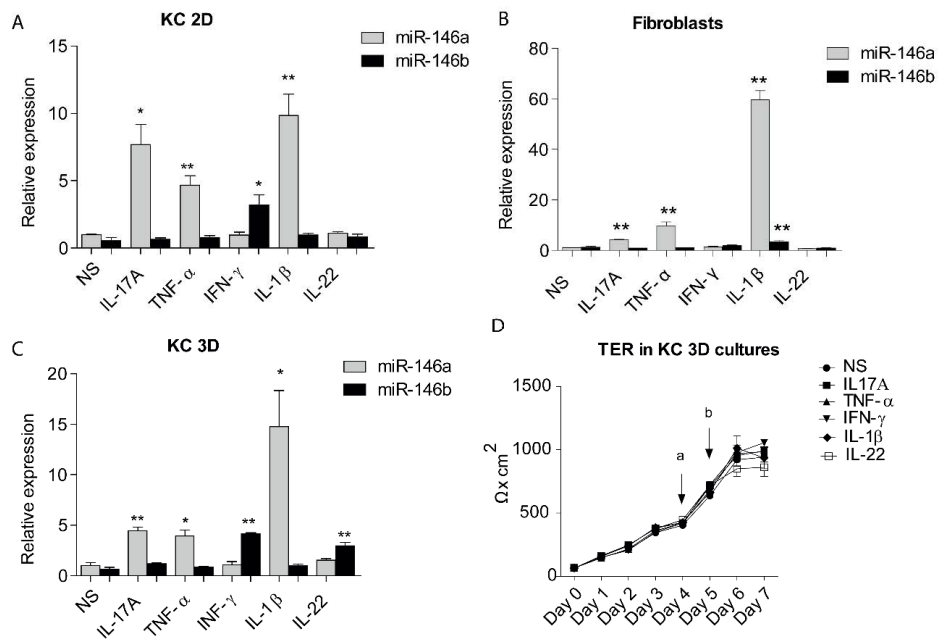 A
KC 2D
miR-146a
miR-146b
Relative expression
15
10
5
0
*
**
*
**
NS
IL-17A
TNF-α
IFN-γ
IL-1β
IL-22
B
Fibroblasts
miR-146a
miR-146b
Relative expression
80
60
40
20
0
**
**
**
**
NS
IL-17A
TNF-α
IFN-γ
IL-1β
IL-22
C
KC 3D
miR-146a
miR-146b
Relative expression
20
15
10
5
0
**
*
**
*
**
NS
IL-17A
TNF-α
INF-γ
IL-1β
IL-22
D
TER in KC 3D cultures
NS
IL17A
TNF-α
IFN-γ
IL-1β
IL-22
Ω x cm2
1500
1000
500
0
a
b
Day 0
Day 1
Day 2
Day 3
Day 4
Day 5
Day 6
Day 7